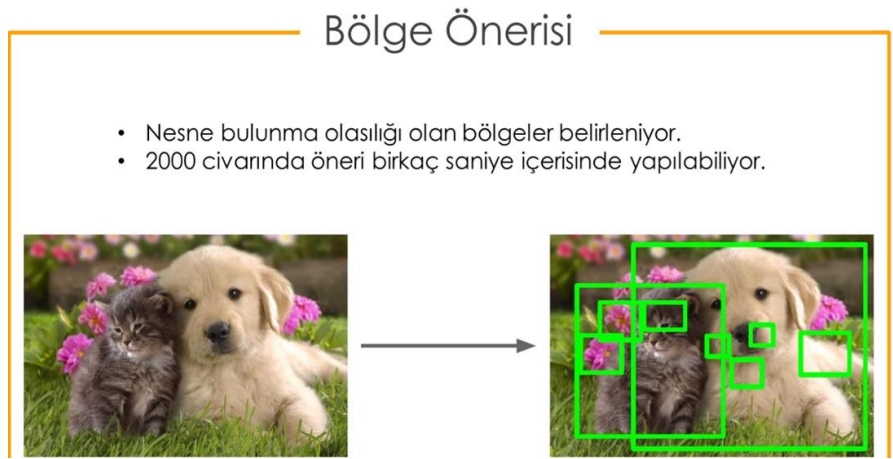 Bölge Önerisi
• Nesne bulunma olasılığı olan bölgeler belirleniyor.
• 2000 civarında öneri birkaç saniye içerisinde yapılabiliyor.